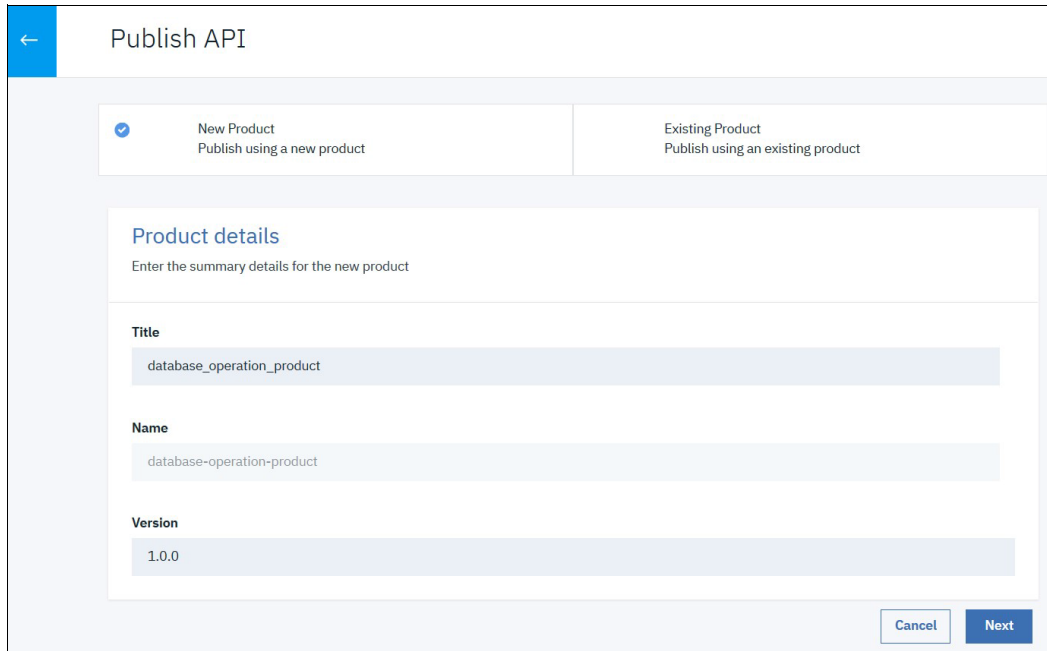 Publish API
New Product
Publish using a new product
Existing Product
Publish using an existing product
Product details
Enter the summary details for the new product
Title
database_operation_product
Name
database-operation-product
Version
1.0.0
Cancel
Next